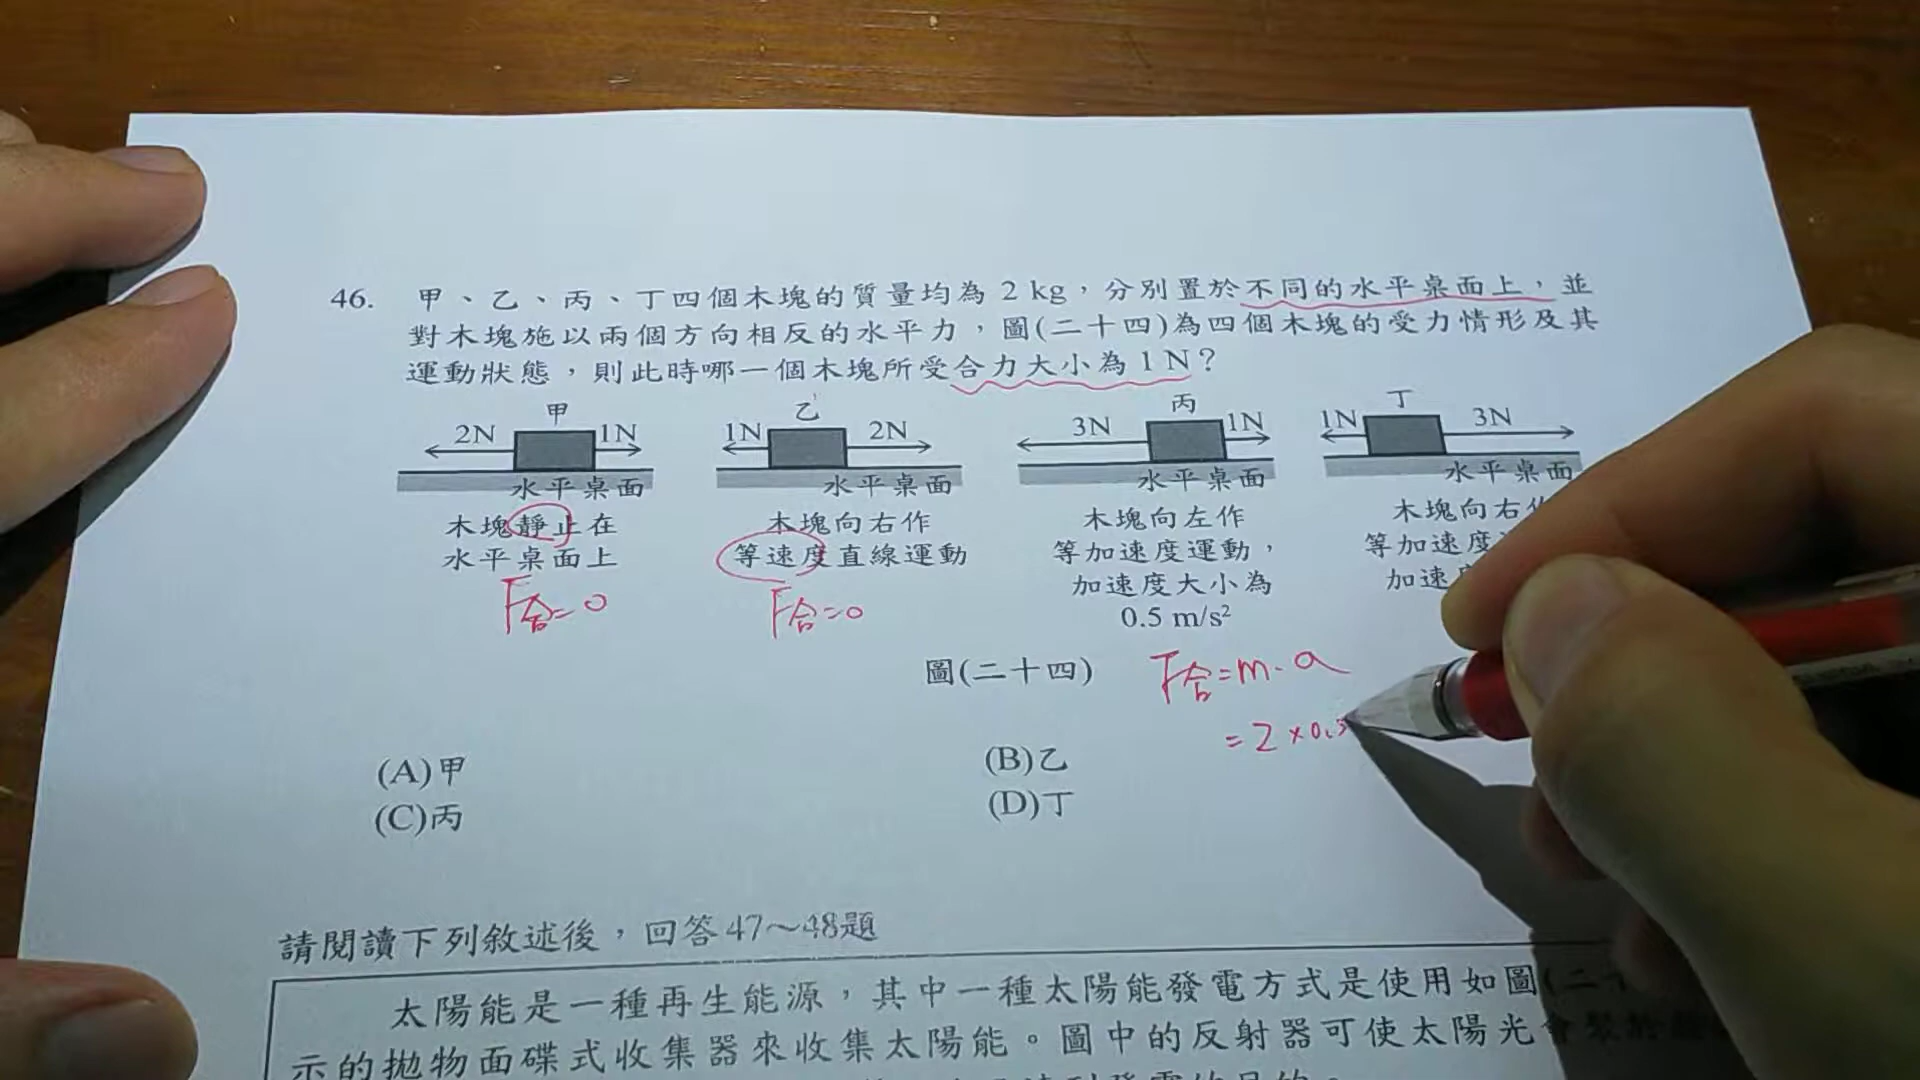 46. 甲、乙、丙、丁四個木塊的質量均為 2 kg，分別置於不同的水平桌面上，並
對木塊施以兩個方向相反的水平力，圖(二十四)為四個木塊的受力情形及其
運動狀態，則此時哪一個木塊所受合力大小為 1 N？
甲
2N 1N
水平桌面
木塊靜止在
水平桌面上
F合=0
乙
1N 2N
水平桌面
木塊向右作
等速度直線運動
F合=0
丙
3N 1N
水平桌面
木塊向左作
等加速度運動，
加速度大小為
0.5 m/s²
丁
1N 3N
水平桌面
木塊向右
等加速度
加速
圖(二十四)
F合=m·a
=2×0.5
(A)甲
(B)乙
(C)丙
(D)丁
請閱讀下列敘述後，回答47～48題
太陽能是一種再生能源，其中一種太陽能發電方式是使用如圖(二
示的拋物面碟式收集器來收集太陽能。圖中的反射器可使太陽光